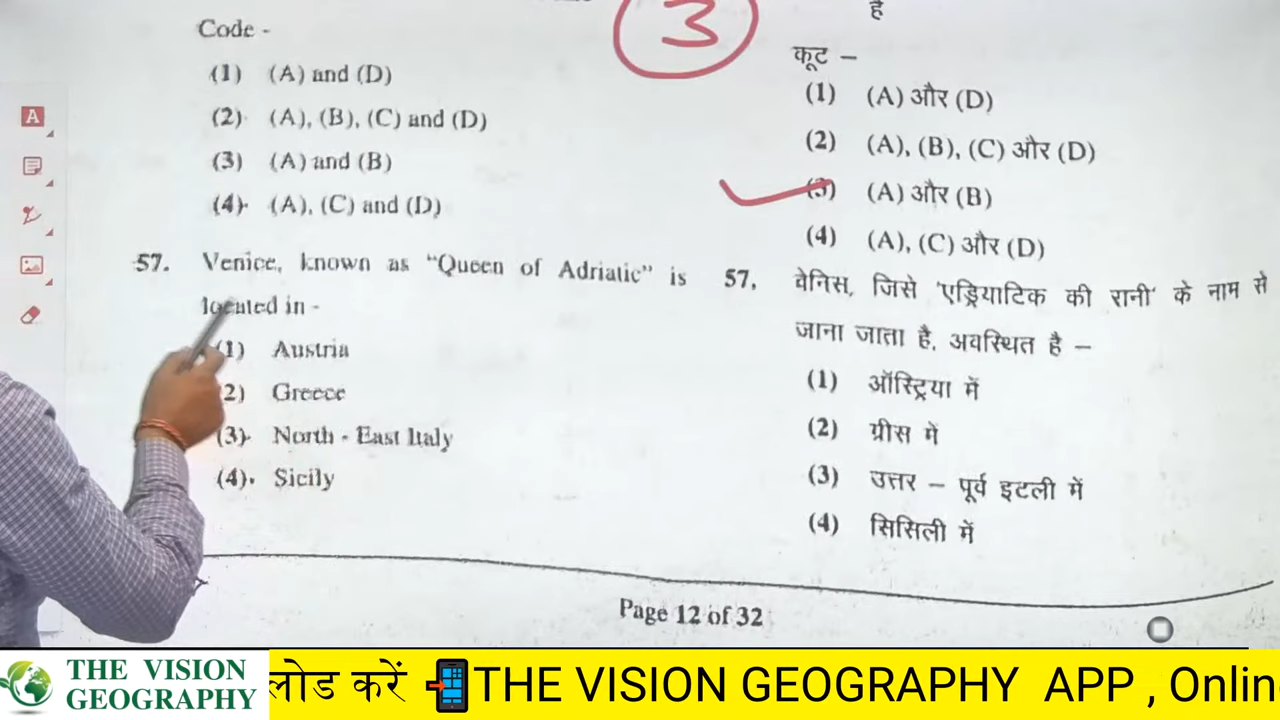 3
Code -
(1) (A) and (D)
(2) (A), (B), (C) and (D)
(3) (A) and (B)
(4) (A), (C) and (D)
57. Venice, known as “Queen of Adriatic” is
located in -
(1) Austria
2) Greece
(3) North - East Italy
(4). Sicily
है
कूट –
(1) (A) और (D)
(2) (A), (B), (C) और (D)
(3) (A) और (B)
(4) (A), (C) और (D)
57. वेनिस, जिसे 'एड्रियाटिक की रानी' के नाम से
जाना जाता है, अवस्थित है –
(1) ऑस्ट्रिया में
(2) ग्रीस में
(3) उत्तर – पूर्व इटली में
(4) सिसिली में
Page 12 of 32
A
THE VISION
GEOGRAPHY
लोड करें THE VISION GEOGRAPHY APP , Onlin